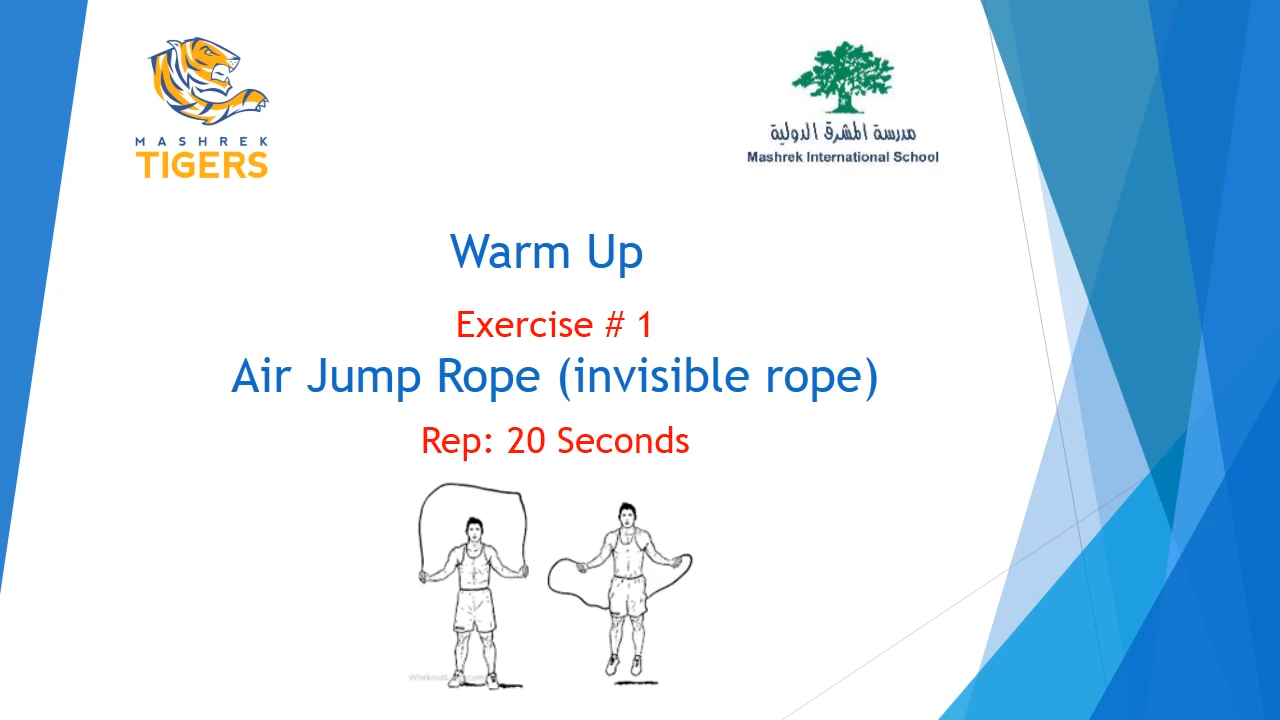 MASHREK
TIGERS
مدرسة المشرق الدولية
Mashrek International School
Warm Up
Exercise # 1
Air Jump Rope (invisible rope)
Rep: 20 Seconds